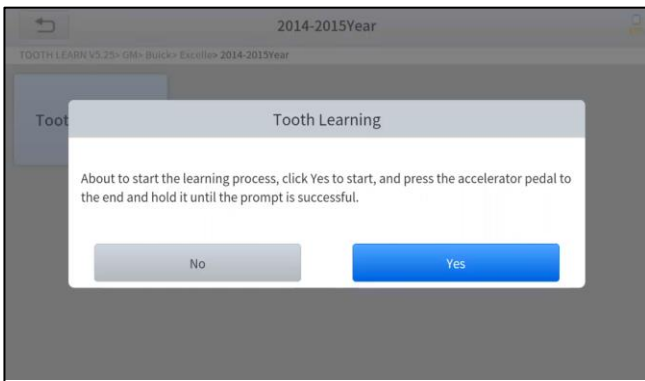 2014-2015Year
TOOTH LEARN V5.25> GM> Buick> Excelle> 2014-2015Year
Toot
Tooth Learning
About to start the learning process, click Yes to start, and press the accelerator pedal to
the end and hold it until the prompt is successful.
No
Yes